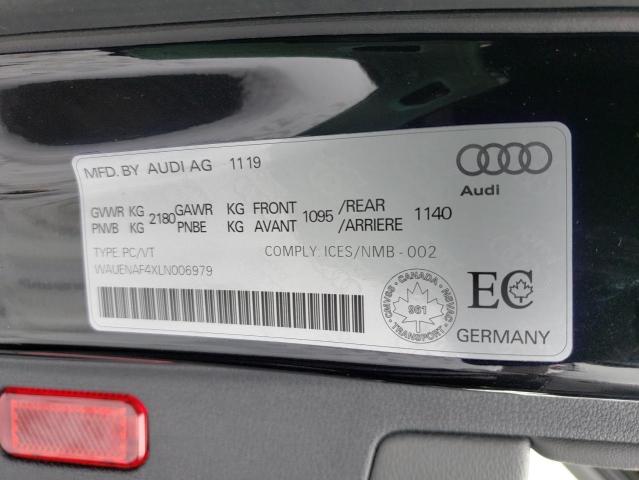 MFD. BY AUDI AG 1119
Audi
GVWR KG 2180 GAWR KG FRONT 1095 /REAR 1140
PNVB KG PNBE KG AVANT /ARRIERE
TYPE: PC/VT COMPLY: ICES/NMB - 002
WAUENAF4XLN006979
CMVSS - CANADA - NSVAC
961
TRANSPORT
EC
GERMANY